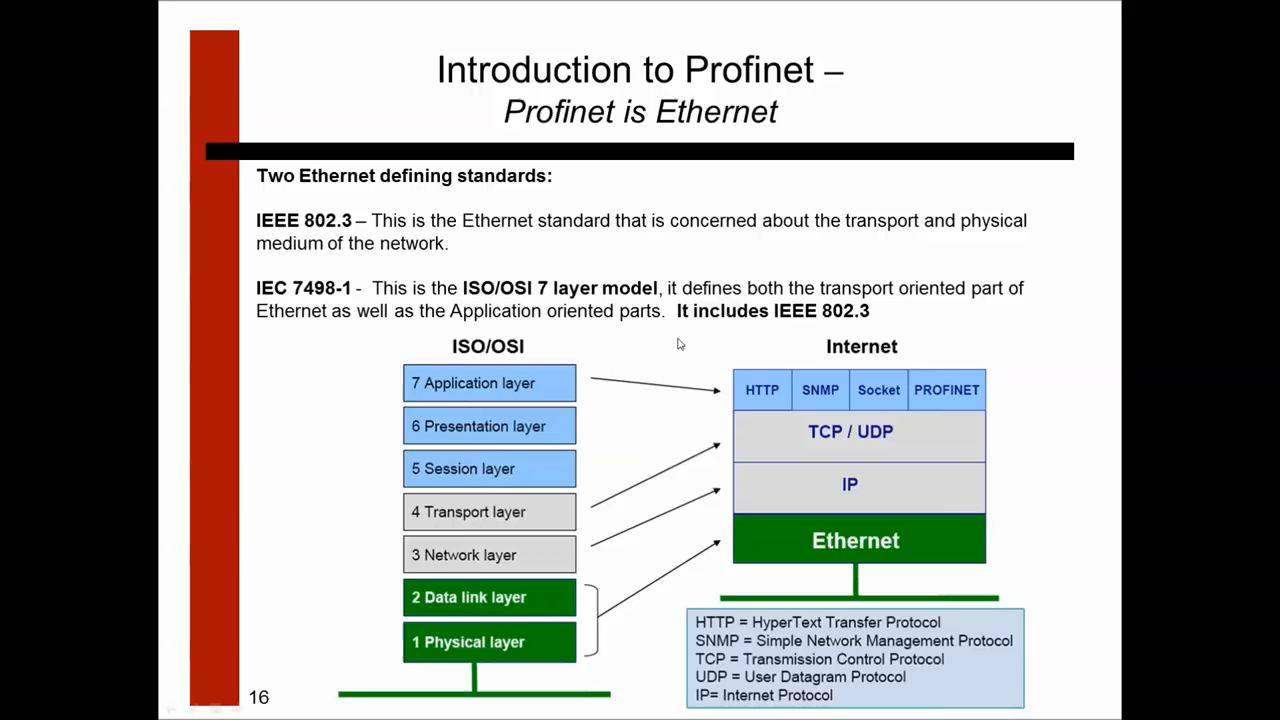 Introduction to Profinet –
Profinet is Ethernet
Two Ethernet defining standards:
IEEE 802.3 – This is the Ethernet standard that is concerned about the transport and physical
medium of the network.
IEC 7498-1 - This is the ISO/OSI 7 layer model, it defines both the transport oriented part of
Ethernet as well as the Application oriented parts. It includes IEEE 802.3
ISO/OSI
7 Application layer
6 Presentation layer
5 Session layer
4 Transport layer
3 Network layer
2 Data link layer
1 Physical layer
Internet
HTTP SNMP Socket PROFINET
TCP / UDP
IP
Ethernet
HTTP = HyperText Transfer Protocol
SNMP = Simple Network Management Protocol
TCP = Transmission Control Protocol
UDP = User Datagram Protocol
IP= Internet Protocol
16